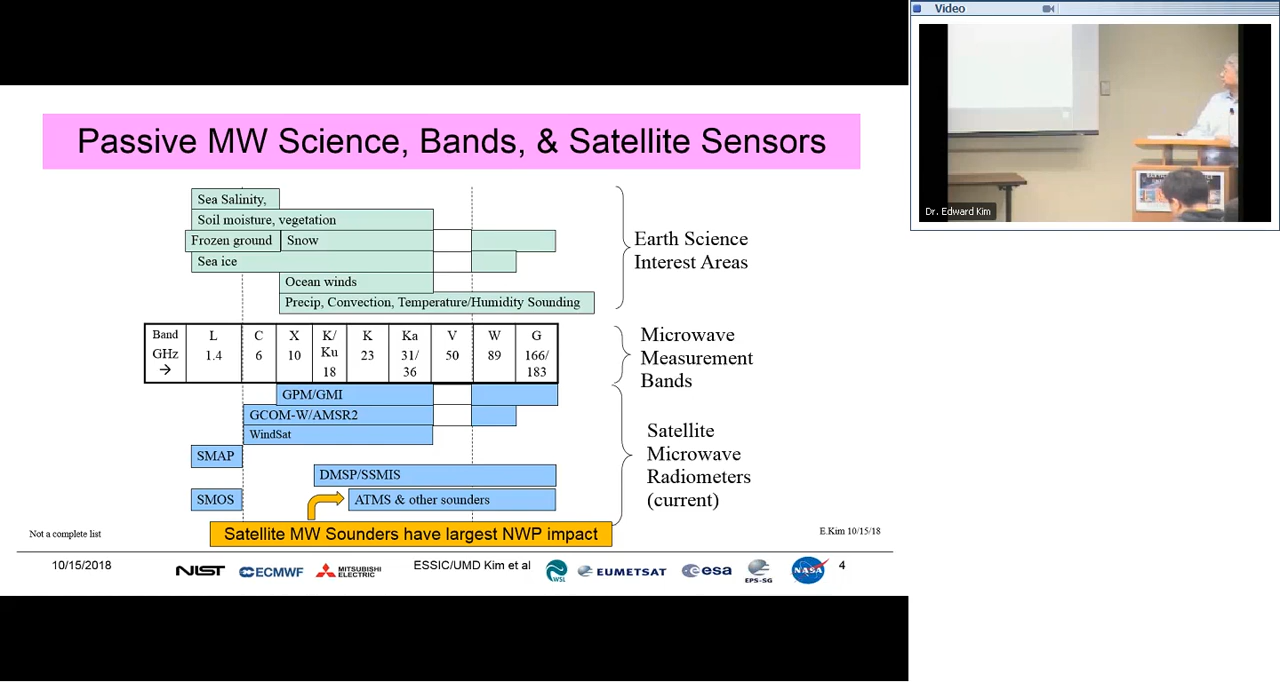 Video
Dr. Edward Kim
Passive MW Science, Bands, & Satellite Sensors
Sea Salinity,
Soil moisture, vegetation
Frozen ground
Snow
Sea ice
Ocean winds
Precip, Convection, Temperature/Humidity Sounding
Earth Science
Interest Areas
Band L C X K/ K Ka V W G
GHz 1.4 6 10 Ku 23 31/ 50 89 166/
→ 18 36 183
Microwave
Measurement
Bands
GPM/GMI
GCOM-W/AMSR2
WindSat
SMAP
DMSP/SSMIS
SMOS
ATMS & other sounders
Satellite
Microwave
Radiometers
(current)
Satellite MW Sounders have largest NWP impact
Not a complete list
E.Kim 10/15/18
10/15/2018
NIST
ECMWF
MITSUBISHI
ELECTRIC
ESSIC/UMD Kim et al
WSL
EUMETSAT
esa
EPS-SG
NASA
4